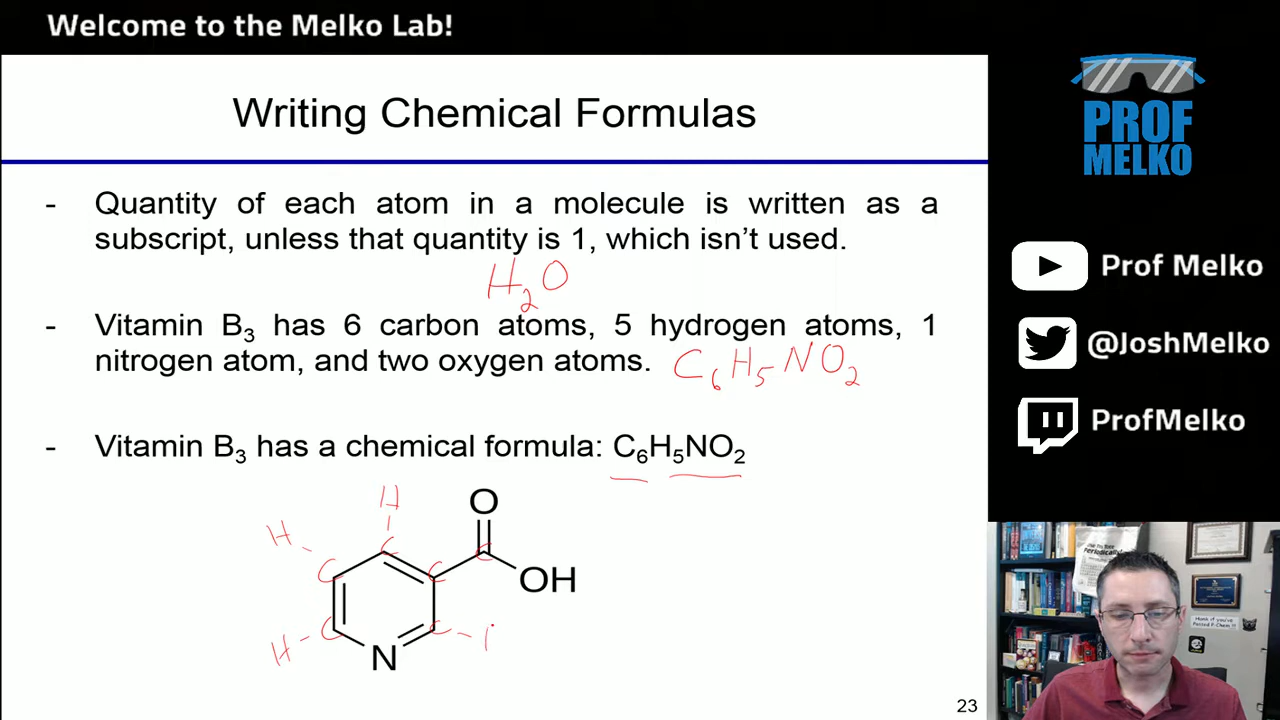 Welcome to the Melko Lab!
Writing Chemical Formulas
- Quantity of each atom in a molecule is written as a
subscript, unless that quantity is 1, which isn't used.
H₂O
- Vitamin B₃ has 6 carbon atoms, 5 hydrogen atoms, 1
nitrogen atom, and two oxygen atoms. C₆H₅NO₂
- Vitamin B₃ has a chemical formula: C₆H₅NO₂
H
O
H
C
C
C
C
OH
H
C
C
N
23
PROF
MELKO
Prof Melko
@JoshMelko
ProfMelko
Periodically!